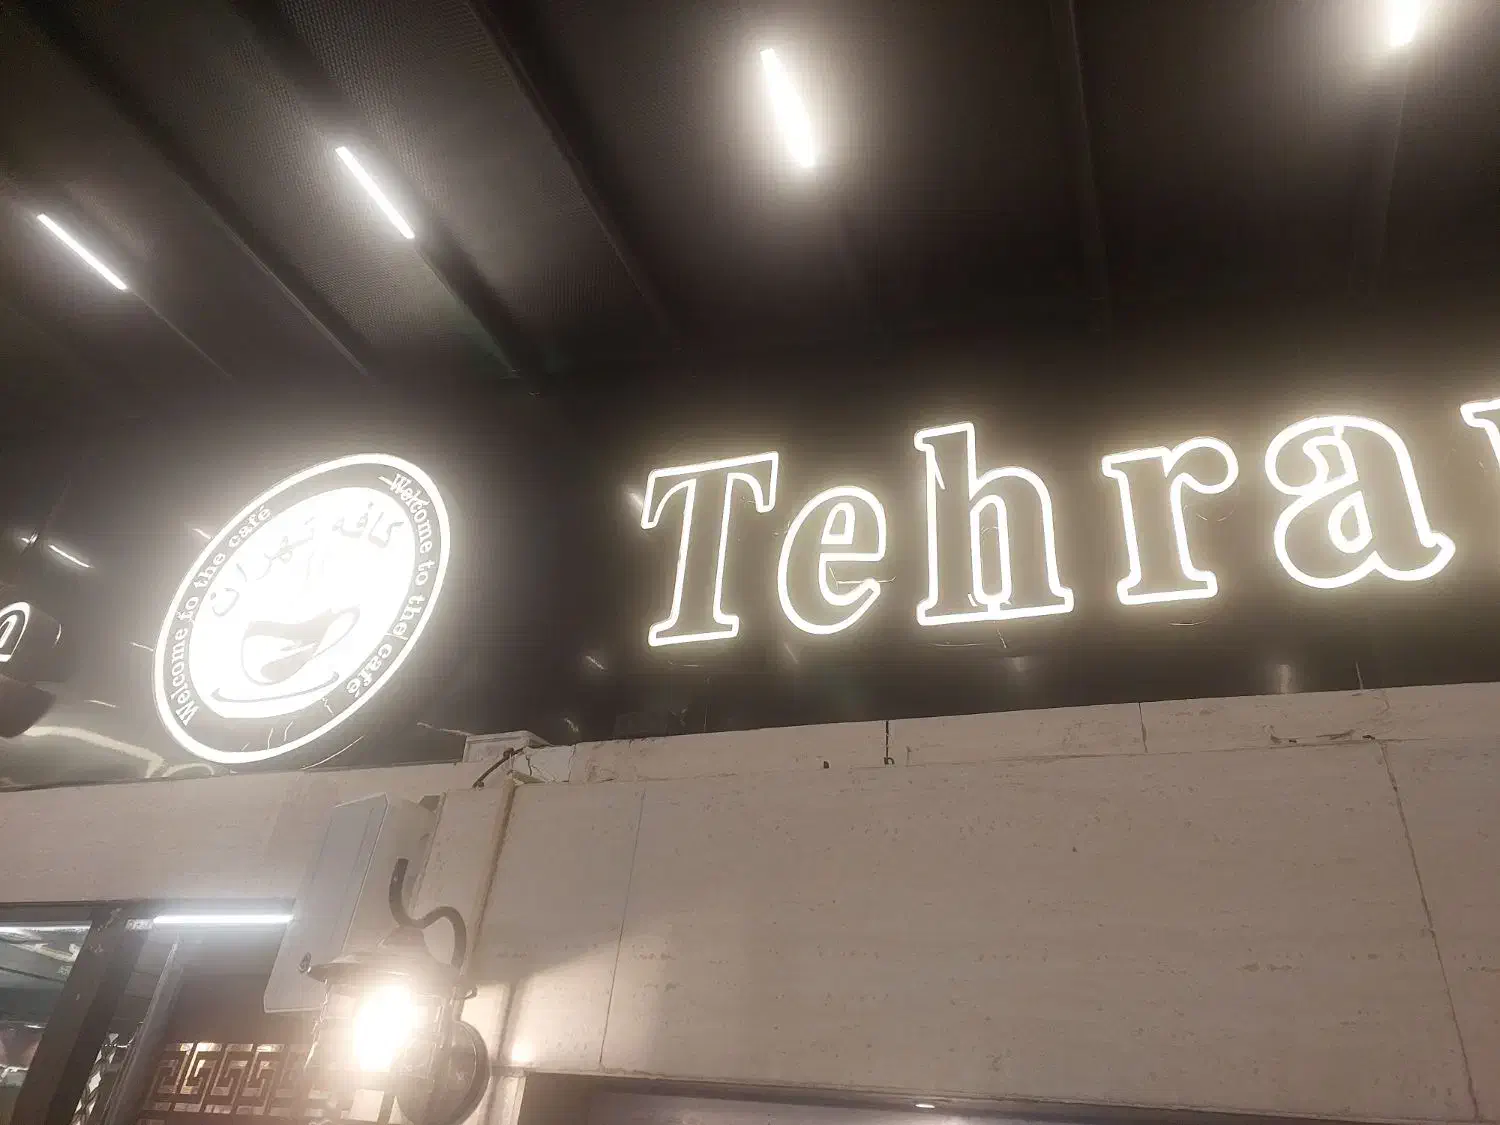 Welcome to the café
Welcome to the café
کافه تهران
Tehra